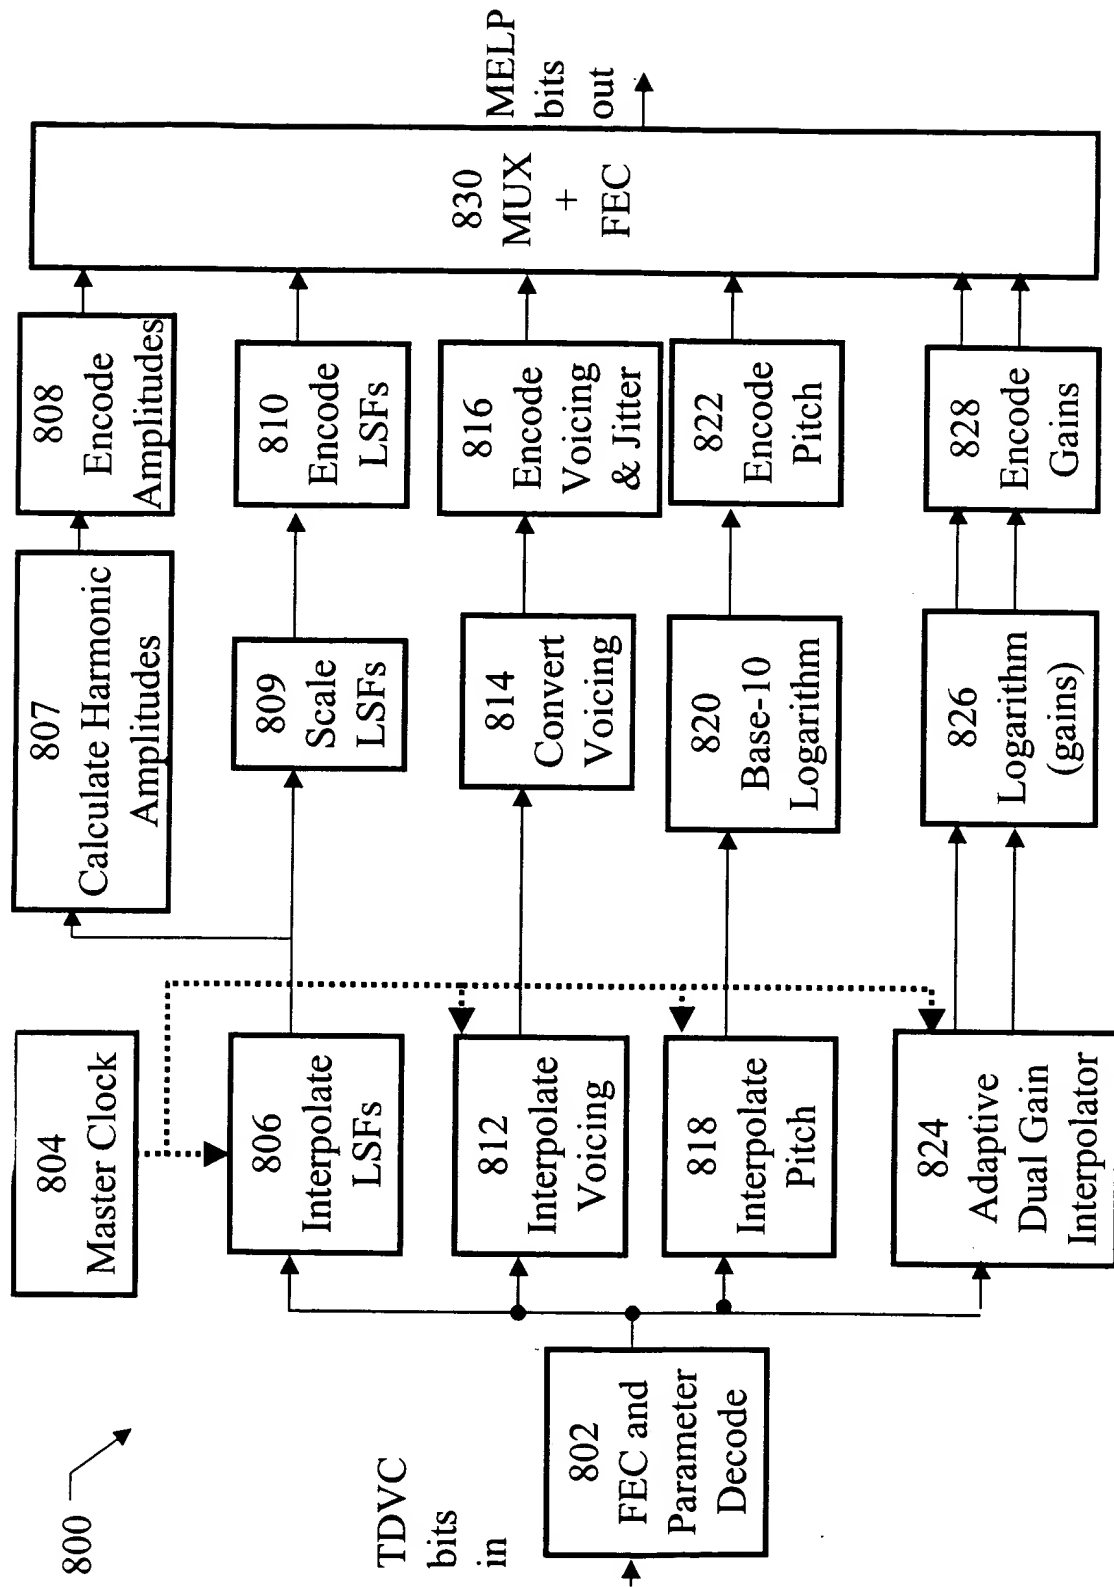 800
TDVC
bits
in
802
FEC and
Parameter
Decode
804
Master Clock
806
Interpolate
LSFs
812
Interpolate
Voicing
818
Interpolate
Pitch
824
Adaptive
Dual Gain
Interpolator
807
Calculate Harmonic
Amplitudes
809
Scale
LSFs
814
Convert
Voicing
820
Base-10
Logarithm
826
Logarithm
(gains)
808
Encode
Amplitudes
810
Encode
LSFs
816
Encode
Voicing
& Jitter
822
Encode
Pitch
828
Encode
Gains
830
MUX
+
FEC
MELP
bits
out